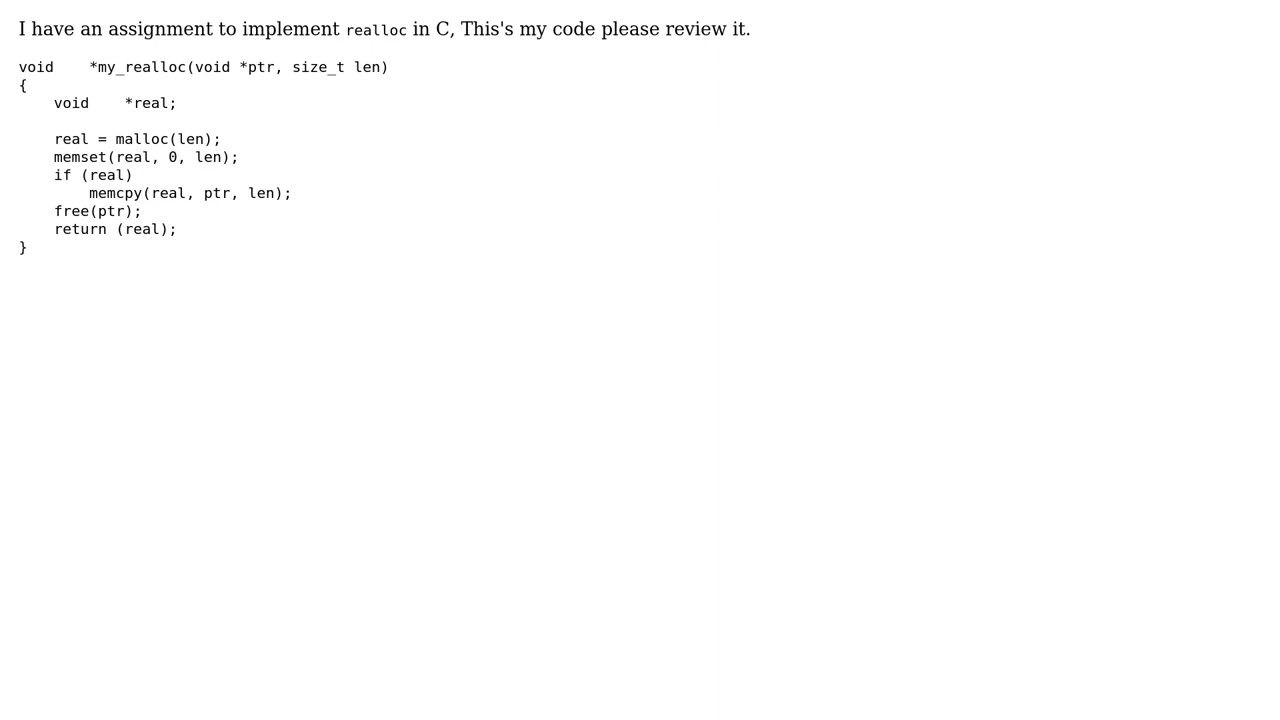 I have an assignment to implement realloc in C, This's my code please review it.
void    *my_realloc(void *ptr, size_t len)
{
    void    *real;

    real = malloc(len);
    memset(real, 0, len);
    if (real)
        memcpy(real, ptr, len);
    free(ptr);
    return (real);
}